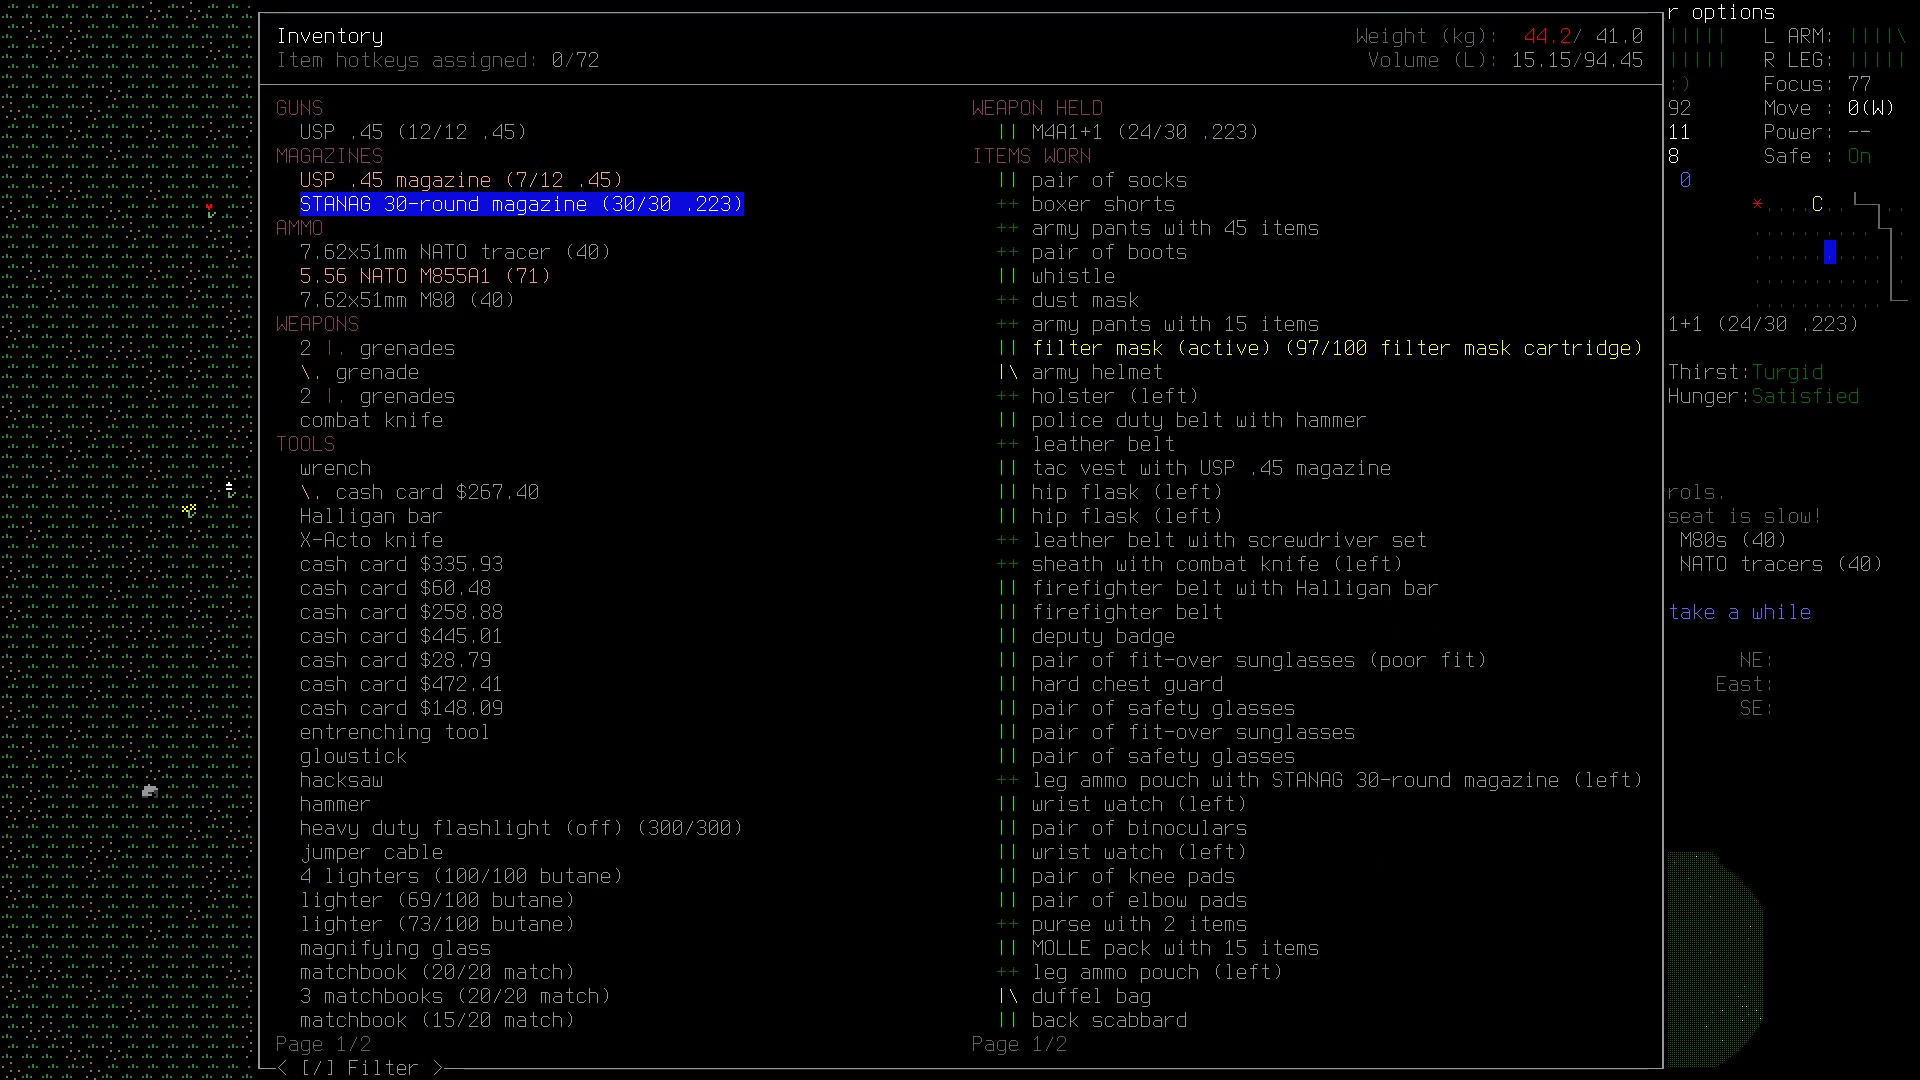 r options
Inventory
Weight (kg): 44.2/ 41.0
Item hotkeys assigned: 0/72
Volume (L): 15.15/94.45
GUNS
USP .45 (12/12 .45)
MAGAZINES
USP .45 magazine (7/12 .45)
STANAG 30-round magazine (30/30 .223)
AMMO
7.62x51mm NATO tracer (40)
5.56 NATO M855A1 (71)
7.62x51mm M80 (40)
WEAPONS
2 |. grenades
\. grenade
2 |. grenades
combat knife
TOOLS
wrench
\. cash card $267.40
Halligan bar
X-Acto knife
cash card $335.93
cash card $60.48
cash card $258.88
cash card $445.01
cash card $28.79
cash card $472.41
cash card $148.09
entrenching tool
glowstick
hacksaw
hammer
heavy duty flashlight (off) (300/300)
jumper cable
4 lighters (100/100 butane)
lighter (69/100 butane)
lighter (73/100 butane)
magnifying glass
matchbook (20/20 match)
3 matchbooks (20/20 match)
matchbook (15/20 match)
Page 1/2
< [/] Filter >
WEAPON HELD
|| M4A1+1 (24/30 .223)
ITEMS WORN
|| pair of socks
++ boxer shorts
++ army pants with 45 items
++ pair of boots
|| whistle
++ dust mask
++ army pants with 15 items
|| filter mask (active) (97/100 filter mask cartridge)
|\ army helmet
++ holster (left)
|| police duty belt with hammer
++ leather belt
|| tac vest with USP .45 magazine
|| hip flask (left)
|| hip flask (left)
++ leather belt with screwdriver set
++ sheath with combat knife (left)
|| firefighter belt with Halligan bar
|| firefighter belt
|| deputy badge
|| pair of fit-over sunglasses (poor fit)
|| hard chest guard
|| pair of safety glasses
|| pair of fit-over sunglasses
|| pair of safety glasses
++ leg ammo pouch with STANAG 30-round magazine (left)
|| wrist watch (left)
|| pair of binoculars
|| wrist watch (left)
|| pair of knee pads
|| pair of elbow pads
++ purse with 2 items
|| MOLLE pack with 15 items
++ leg ammo pouch (left)
|\ duffel bag
|| back scabbard
Page 1/2
||||| L ARM: ||||\
||||| R LEG: |||||
:) Focus: 77
92 Move : 0(W)
11 Power: --
8 Safe : On
0
C
1+1 (24/30 .223)
Thirst:Turgid
Hunger:Satisfied
rols.
seat is slow!
M80s (40)
NATO tracers (40)
take a while
NE:
East:
SE: